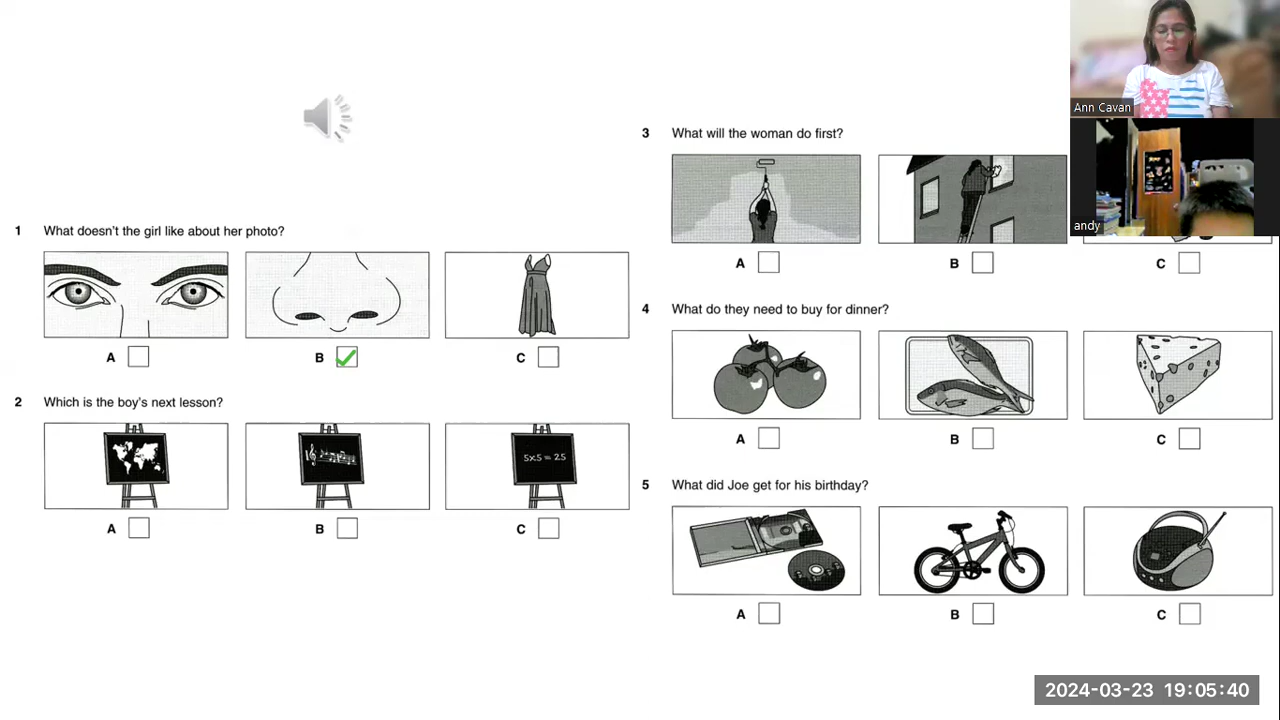 1 What doesn't the girl like about her photo?
A B C
2 Which is the boy's next lesson?
5x5 = 25
A B C
3 What will the woman do first?
A B C
4 What do they need to buy for dinner?
A B C
5 What did Joe get for his birthday?
A B C
Ann Cavan
andy
2024-03-23 19:05:40